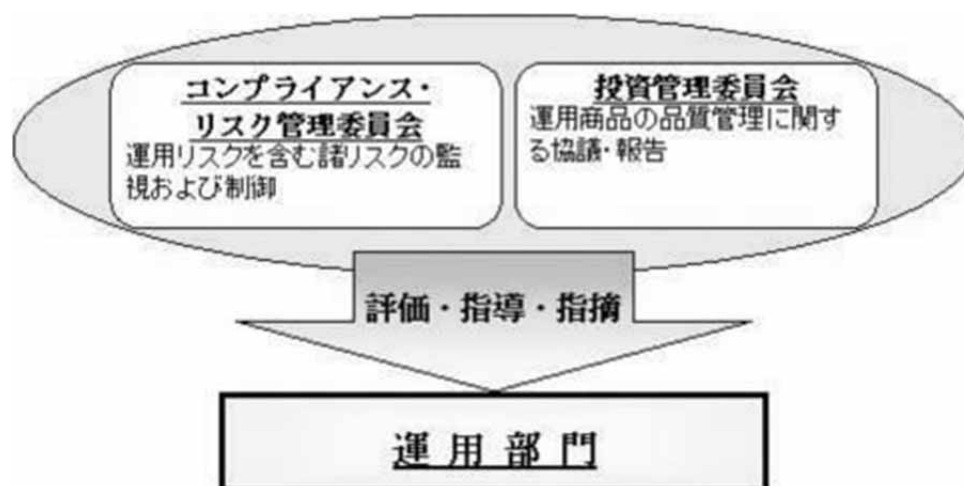 コンプライアンス・
リスク管理委員会
運用リスクを含む諸リスクの監
視および制御
投資管理委員会
運用商品の品質管理に関す
る協議・報告
評価・指導・指摘
運用部門